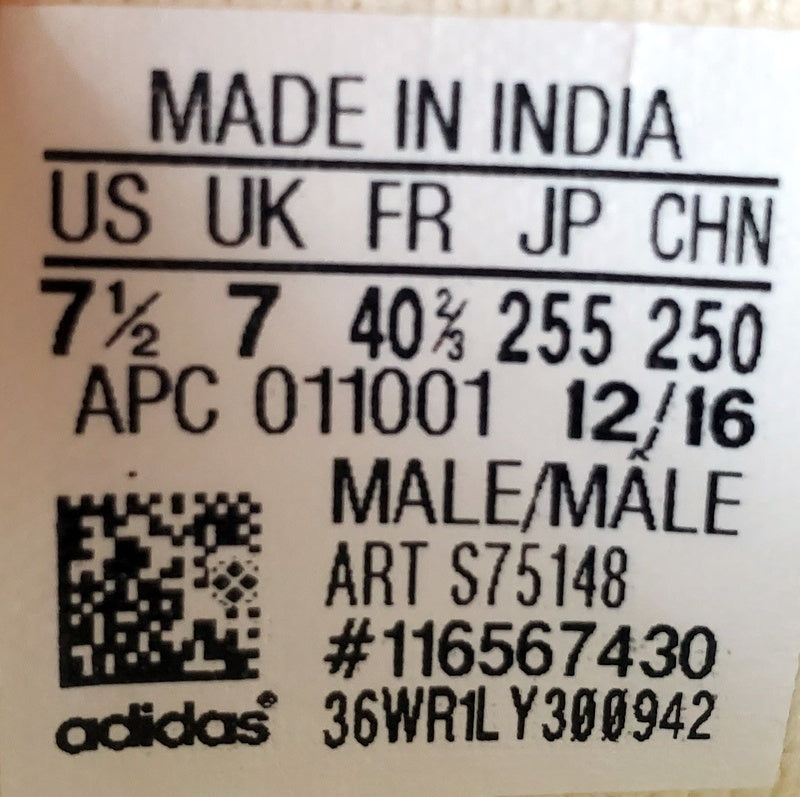 MADE IN INDIA
US UK FR JP CHN
7½ 7 40⅔ 255 250
APC 011001 12/16
MALE/MÂLE
ART S75148
#116567430
adidas® 36WR1LY300942